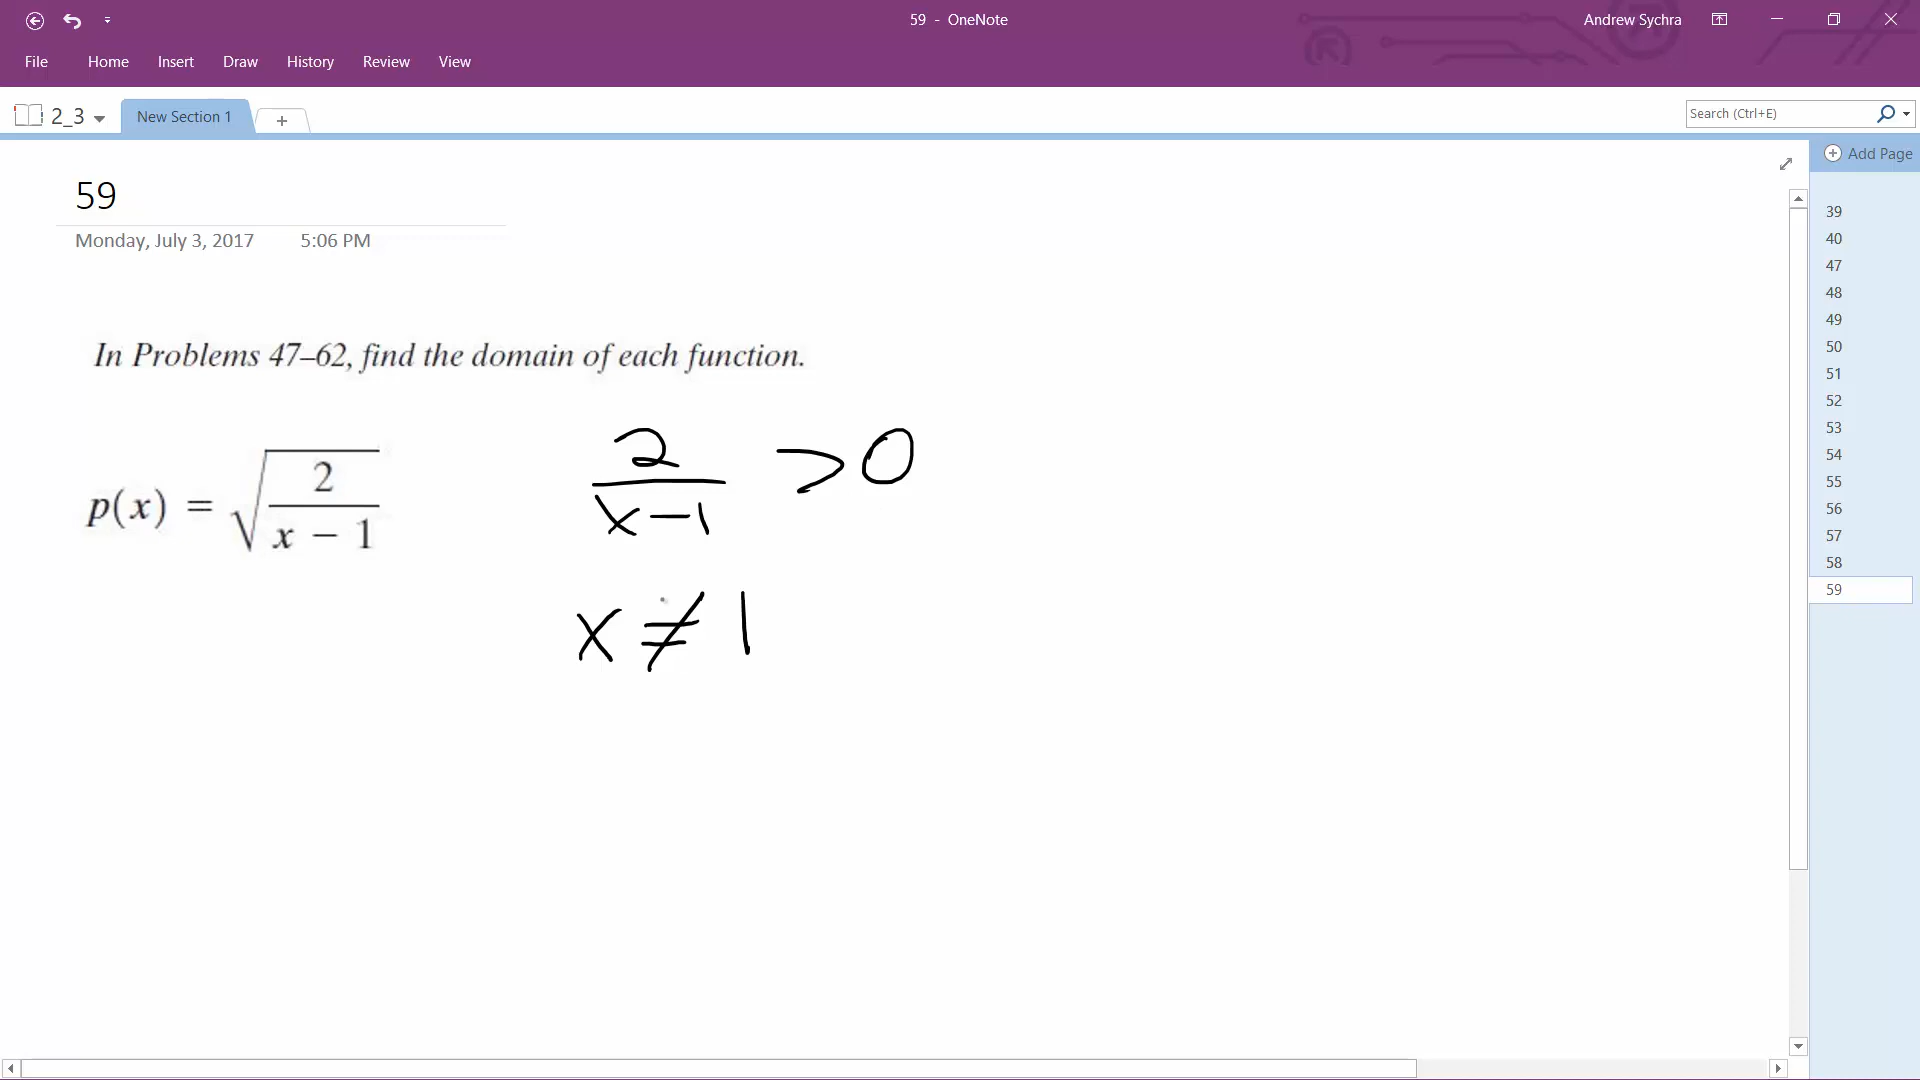 59 - OneNote
Andrew Sychra
File Home Insert Draw History Review View
2_3
New Section 1
+
Search (Ctrl+E)
Add Page
59
Monday, July 3, 2017 5:06 PM
In Problems 47–62, find the domain of each function.
p(x) = √(2/(x − 1))
2/(x-1) > 0
x ≠ 1
39
40
47
48
49
50
51
52
53
54
55
56
57
58
59